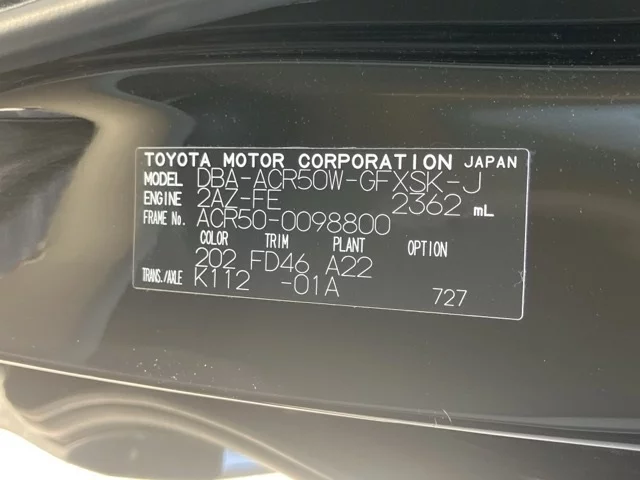 TOYOTA MOTOR CORPORATION JAPAN
MODEL DBA-ACR50W-GFXSK-J
ENGINE 2AZ-FE 2362 mL
FRAME No. ACR50-0098800
COLOR TRIM PLANT OPTION
202 FD46 A22
TRANS./AXLE K112 -01A 727